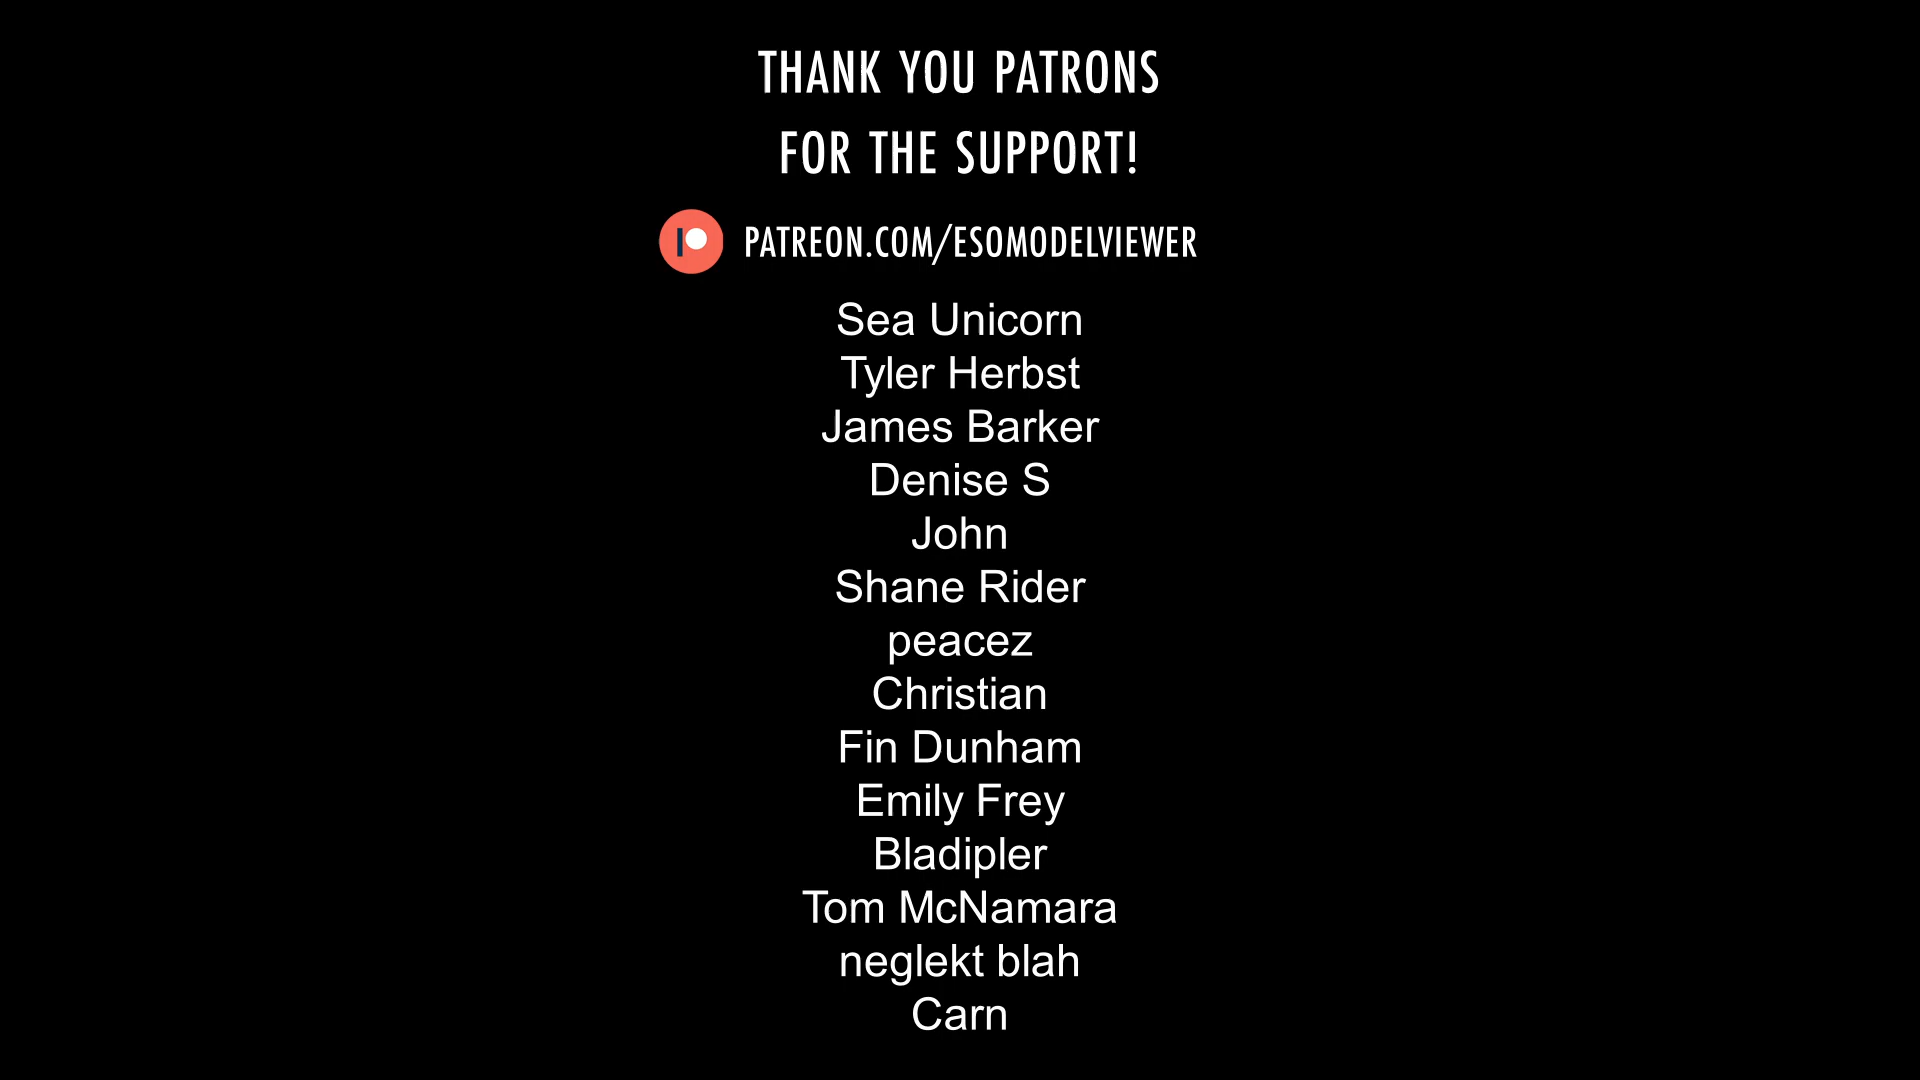 THANK YOU PATRONS
FOR THE SUPPORT!
PATREON.COM/ESOMODELVIEWER
Sea Unicorn
Tyler Herbst
James Barker
Denise S
John
Shane Rider
peacez
Christian
Fin Dunham
Emily Frey
Bladipler
Tom McNamara
neglekt blah
Carn